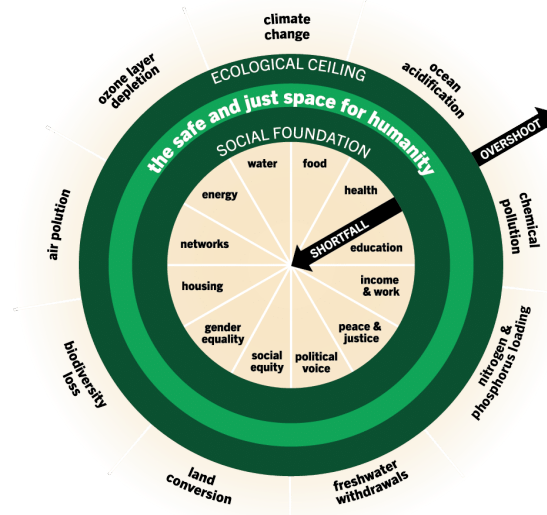 climate
change
ocean
acidification
chemical
pollution
nitrogen &
phosphorus loading
freshwater
withdrawals
land
conversion
biodiversity
loss
air polution
ozone layer
depletion
ECOLOGICAL CEILING
the safe and just space for humanity
SOCIAL FOUNDATION
OVERSHOOT
SHORTFALL
water
food
health
education
income
& work
peace &
justice
political
voice
social
equity
gender
equality
housing
networks
energy